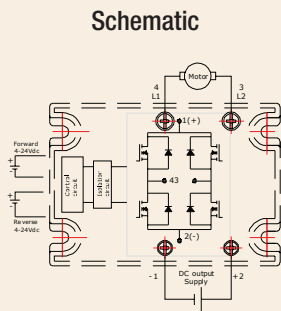 Schematic
Motor
4
L1
3
L2
1(+)
Forward
4-24Vdc
+
-
Control
circuit
Isolation
circuit
43
+
-
Reverse
4-24Vdc
2(-)
-1
DC output
Supply
+2